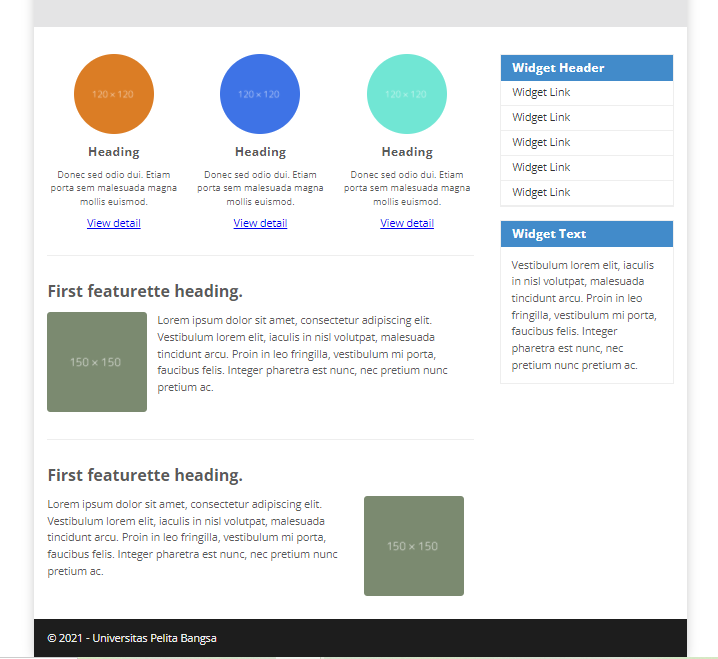 120 × 120
Heading
Donec sed odio dui. Etiam
porta sem malesuada magna
mollis euismod.
View detail
120 × 120
Heading
Donec sed odio dui. Etiam
porta sem malesuada magna
mollis euismod.
View detail
120 × 120
Heading
Donec sed odio dui. Etiam
porta sem malesuada magna
mollis euismod.
View detail
First featurette heading.
150 × 150
Lorem ipsum dolor sit amet, consectetur adipiscing elit.
Vestibulum lorem elit, iaculis in nisl volutpat, malesuada
tincidunt arcu. Proin in leo fringilla, vestibulum mi porta,
faucibus felis. Integer pharetra est nunc, nec pretium nunc
pretium ac.
First featurette heading.
Lorem ipsum dolor sit amet, consectetur adipiscing elit.
Vestibulum lorem elit, iaculis in nisl volutpat, malesuada
tincidunt arcu. Proin in leo fringilla, vestibulum mi porta,
faucibus felis. Integer pharetra est nunc, nec pretium nunc
pretium ac.
150 × 150
Widget Header
Widget Link
Widget Link
Widget Link
Widget Link
Widget Link
Widget Text
Vestibulum lorem elit, iaculis
in nisl volutpat, malesuada
tincidunt arcu. Proin in leo
fringilla, vestibulum mi porta,
faucibus felis. Integer
pharetra est nunc, nec
pretium nunc pretium ac.
© 2021 - Universitas Pelita Bangsa